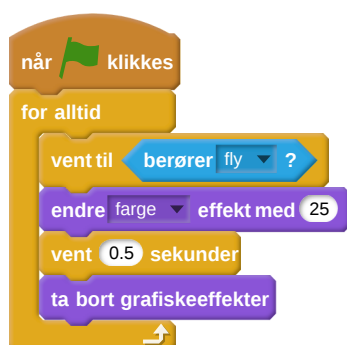 når klikkes
for alltid
vent til berører fly ?
endre farge effekt med 25
vent 0.5 sekunder
ta bort grafiskeeffekter